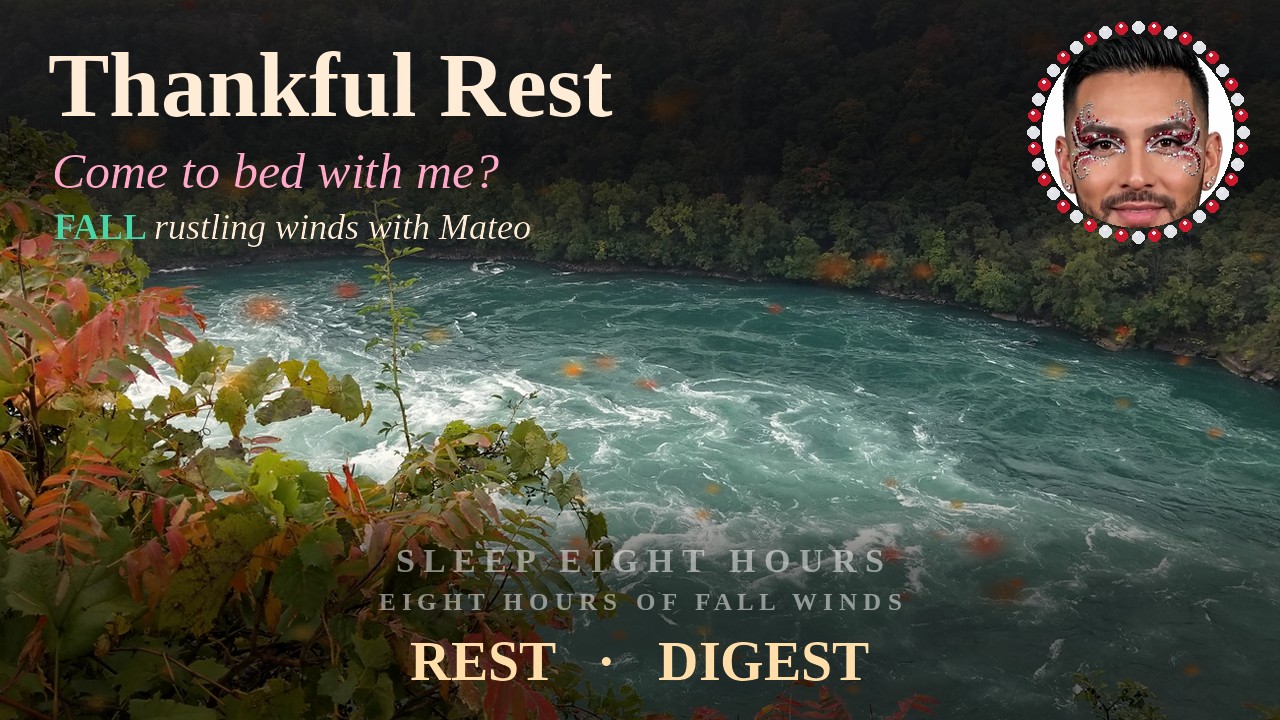 Thankful Rest
Come to bed with me?
FALL rustling winds with Mateo
SLEEP EIGHT HOURS
EIGHT HOURS OF FALL WINDS
REST · DIGEST